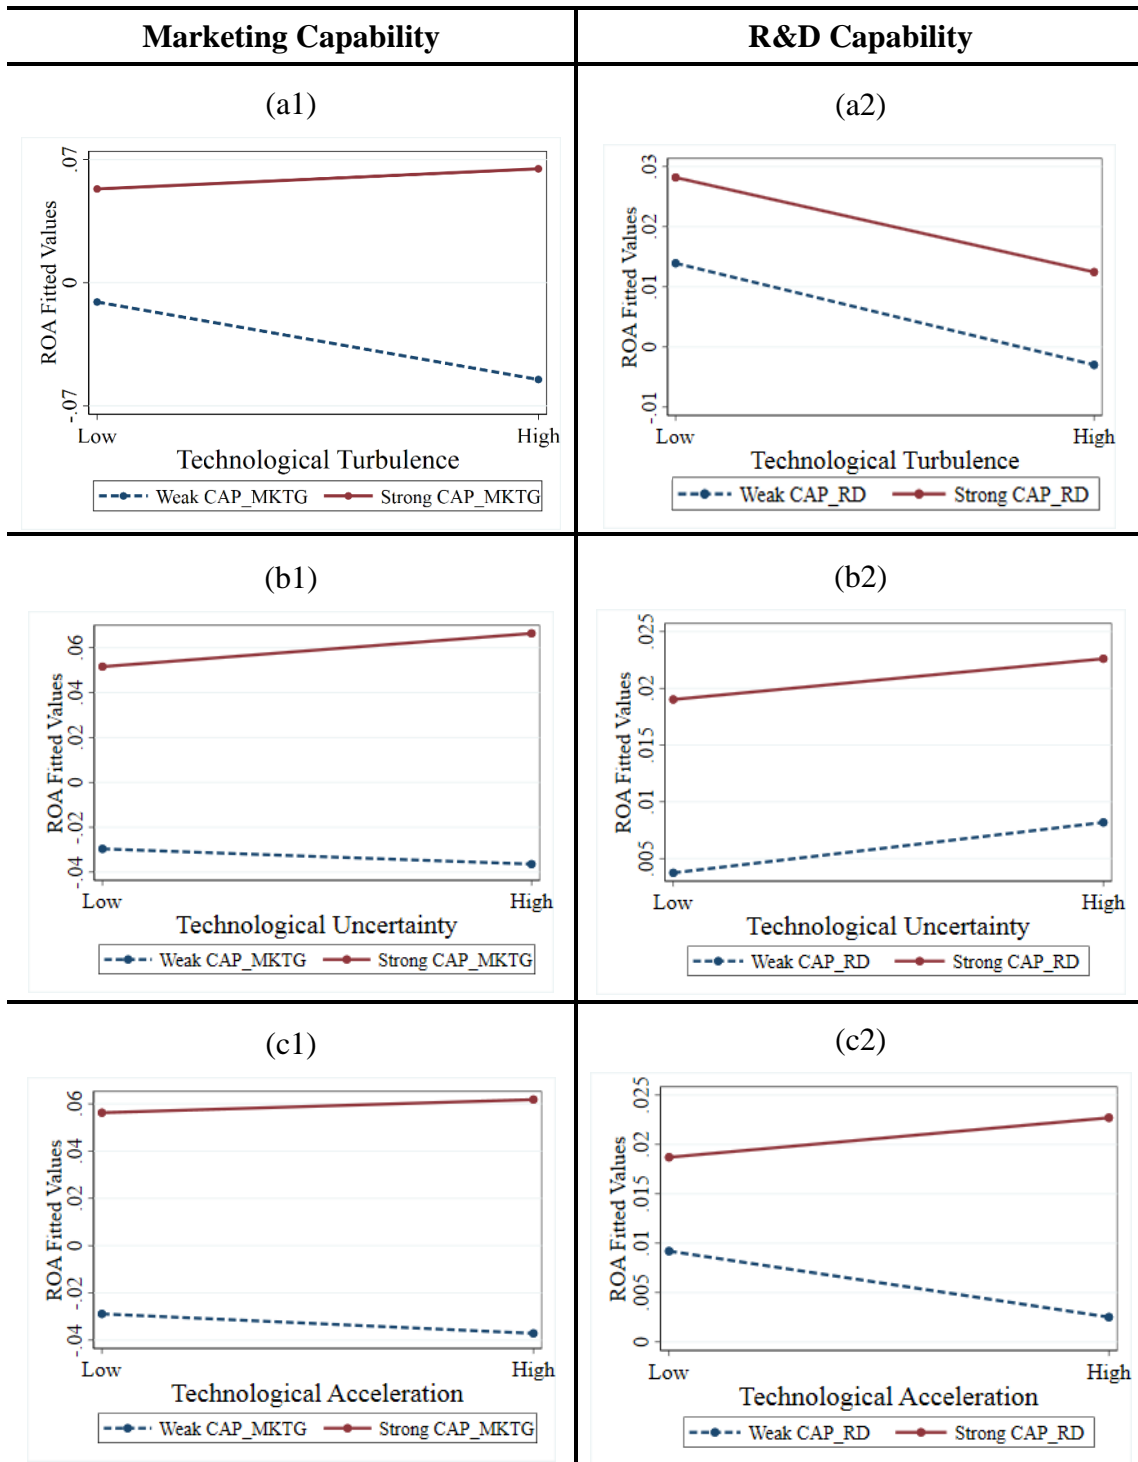 Marketing Capability
R&D Capability
(a1)
.07
0
-.07
ROA Fitted Values
Low
High
Technological Turbulence
Weak CAP_MKTG
Strong CAP_MKTG
(a2)
.03
.02
.01
0
-.01
ROA Fitted Values
Low
High
Technological Turbulence
Weak CAP_RD
Strong CAP_RD
(b1)
.06
.04
.02
0
-.02
-.04
ROA Fitted Values
Low
High
Technological Uncertainty
Weak CAP_MKTG
Strong CAP_MKTG
(b2)
.025
.02
.015
.01
.005
ROA Fitted Values
Low
High
Technological Uncertainty
Weak CAP_RD
Strong CAP_RD
(c1)
.06
.04
.02
0
-.02
-.04
ROA Fitted Values
Low
High
Technological Acceleration
Weak CAP_MKTG
Strong CAP_MKTG
(c2)
.025
.02
.015
.01
.005
0
ROA Fitted Values
Low
High
Technological Acceleration
Weak CAP_RD
Strong CAP_RD